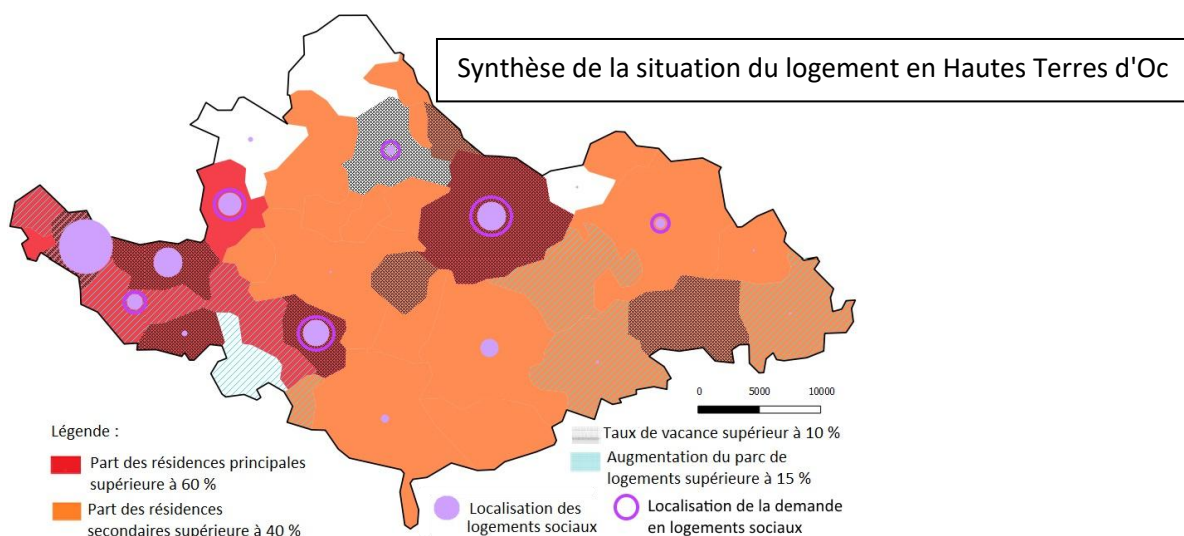 Synthèse de la situation du logement en Hautes Terres d'Oc
0 5000 10000
Légende :
Part des résidences principales
supérieure à 60 %
Part des résidences
secondaires supérieure à 40 %
Taux de vacance supérieur à 10 %
Augmentation du parc de
logements supérieure à 15 %
Localisation des
logements sociaux
Localisation de la demande
en logements sociaux